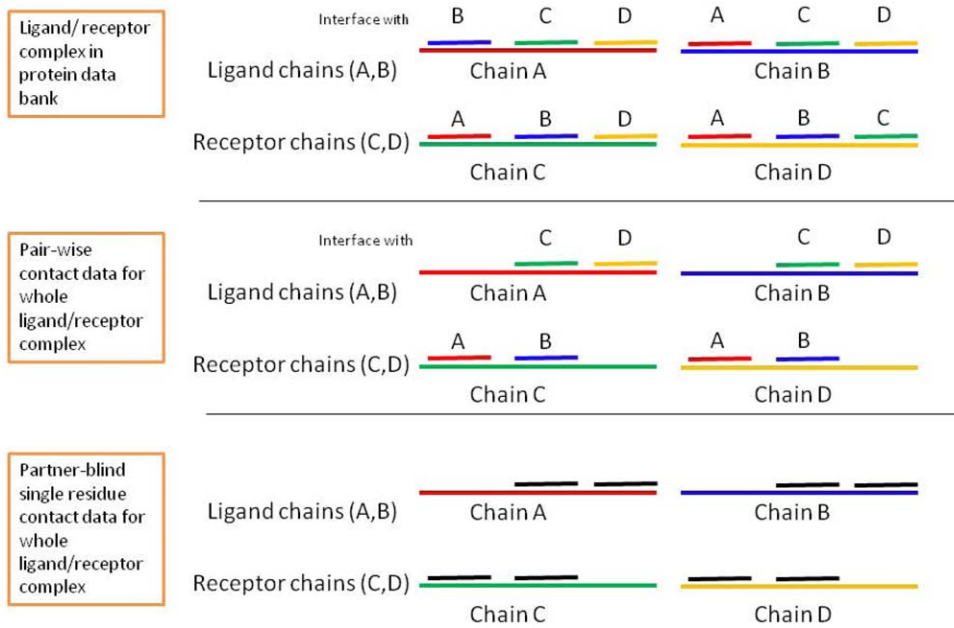 Ligand/ receptor
complex in
protein data
bank
Interface with B C D A C D
Ligand chains (A,B) Chain A Chain B
A B D A B C
Receptor chains (C,D)
Chain C Chain D
Pair-wise
contact data for
whole
ligand/receptor
complex
Interface with C D C D
Ligand chains (A,B) Chain A Chain B
A B A B
Receptor chains (C,D)
Chain C Chain D
Partner-blind
single residue
contact data for
whole
ligand/receptor
complex
Ligand chains (A,B) Chain A Chain B
Receptor chains (C,D)
Chain C Chain D